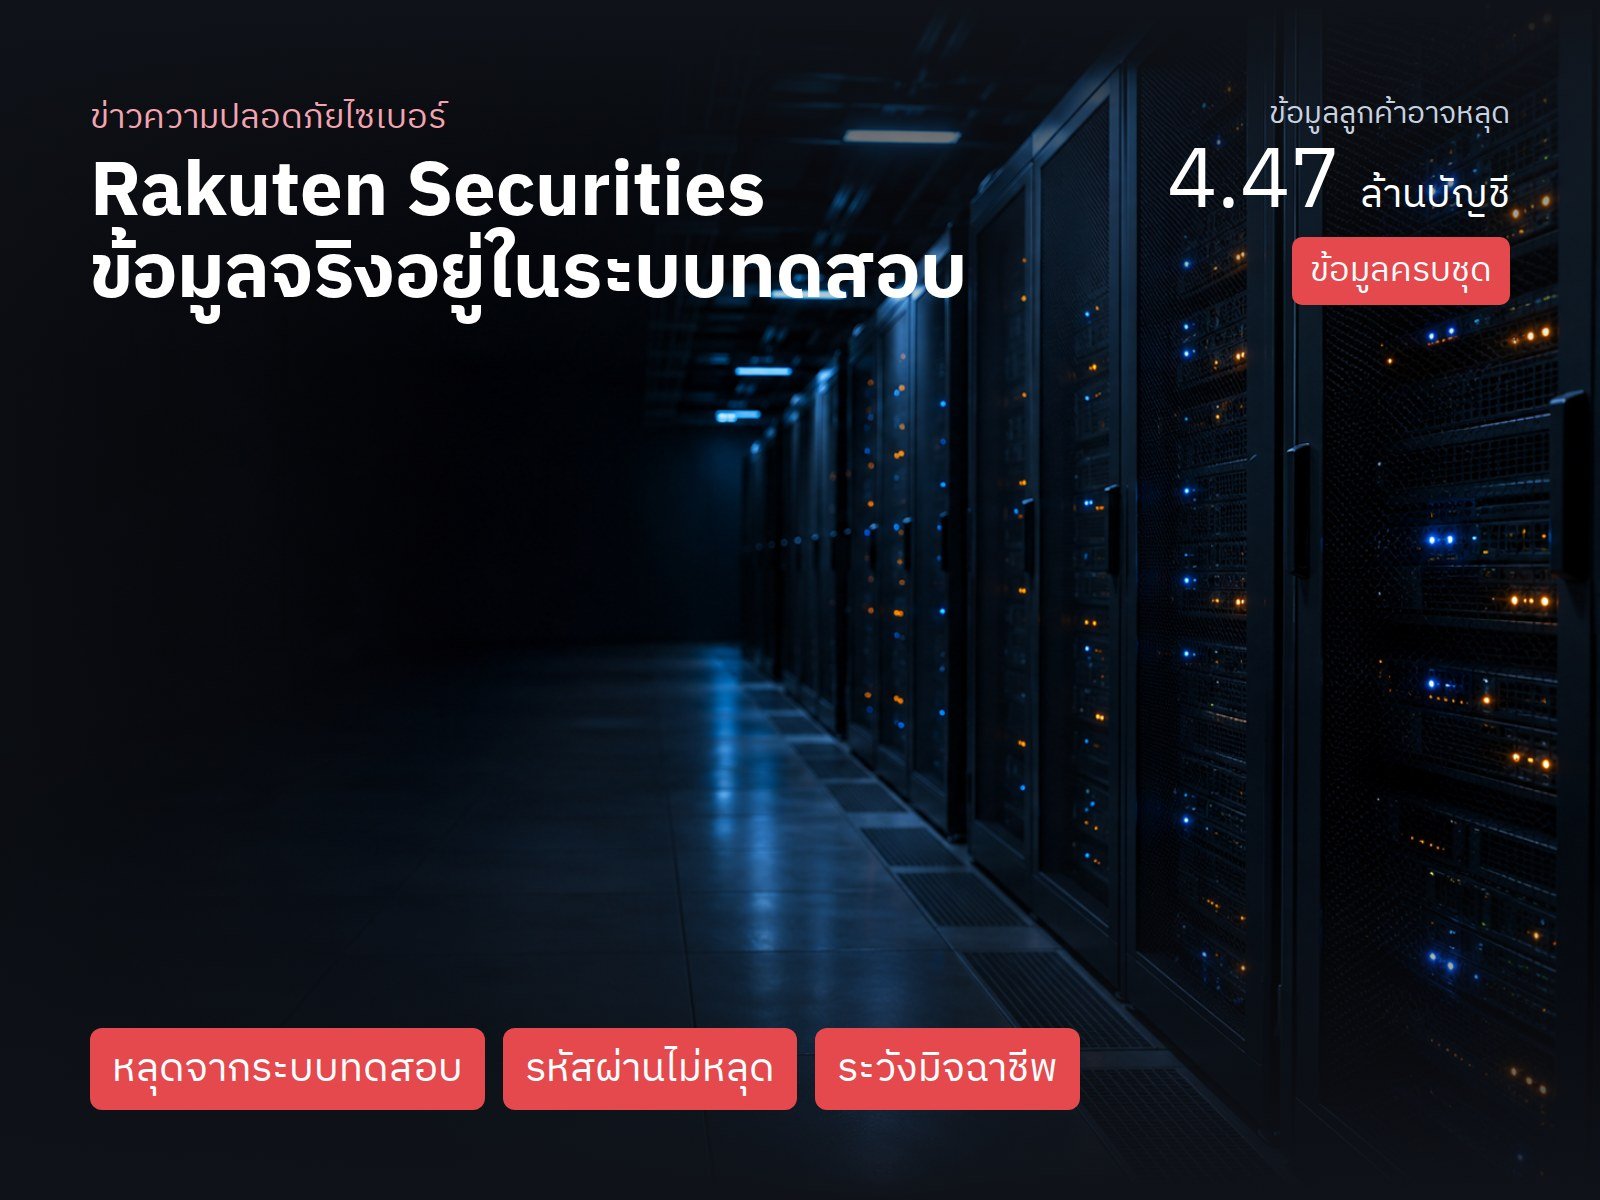 ข่าวความปลอดภัยไซเบอร์
Rakuten Securities
ข้อมูลจริงอยู่ในระบบทดสอบ
ข้อมูลลูกค้าอาจหลุด
4.47 ล้านบัญชี
ข้อมูลครบชุด
หลุดจากระบบทดสอบ
รหัสผ่านไม่หลุด
ระวังมิจฉาชีพ